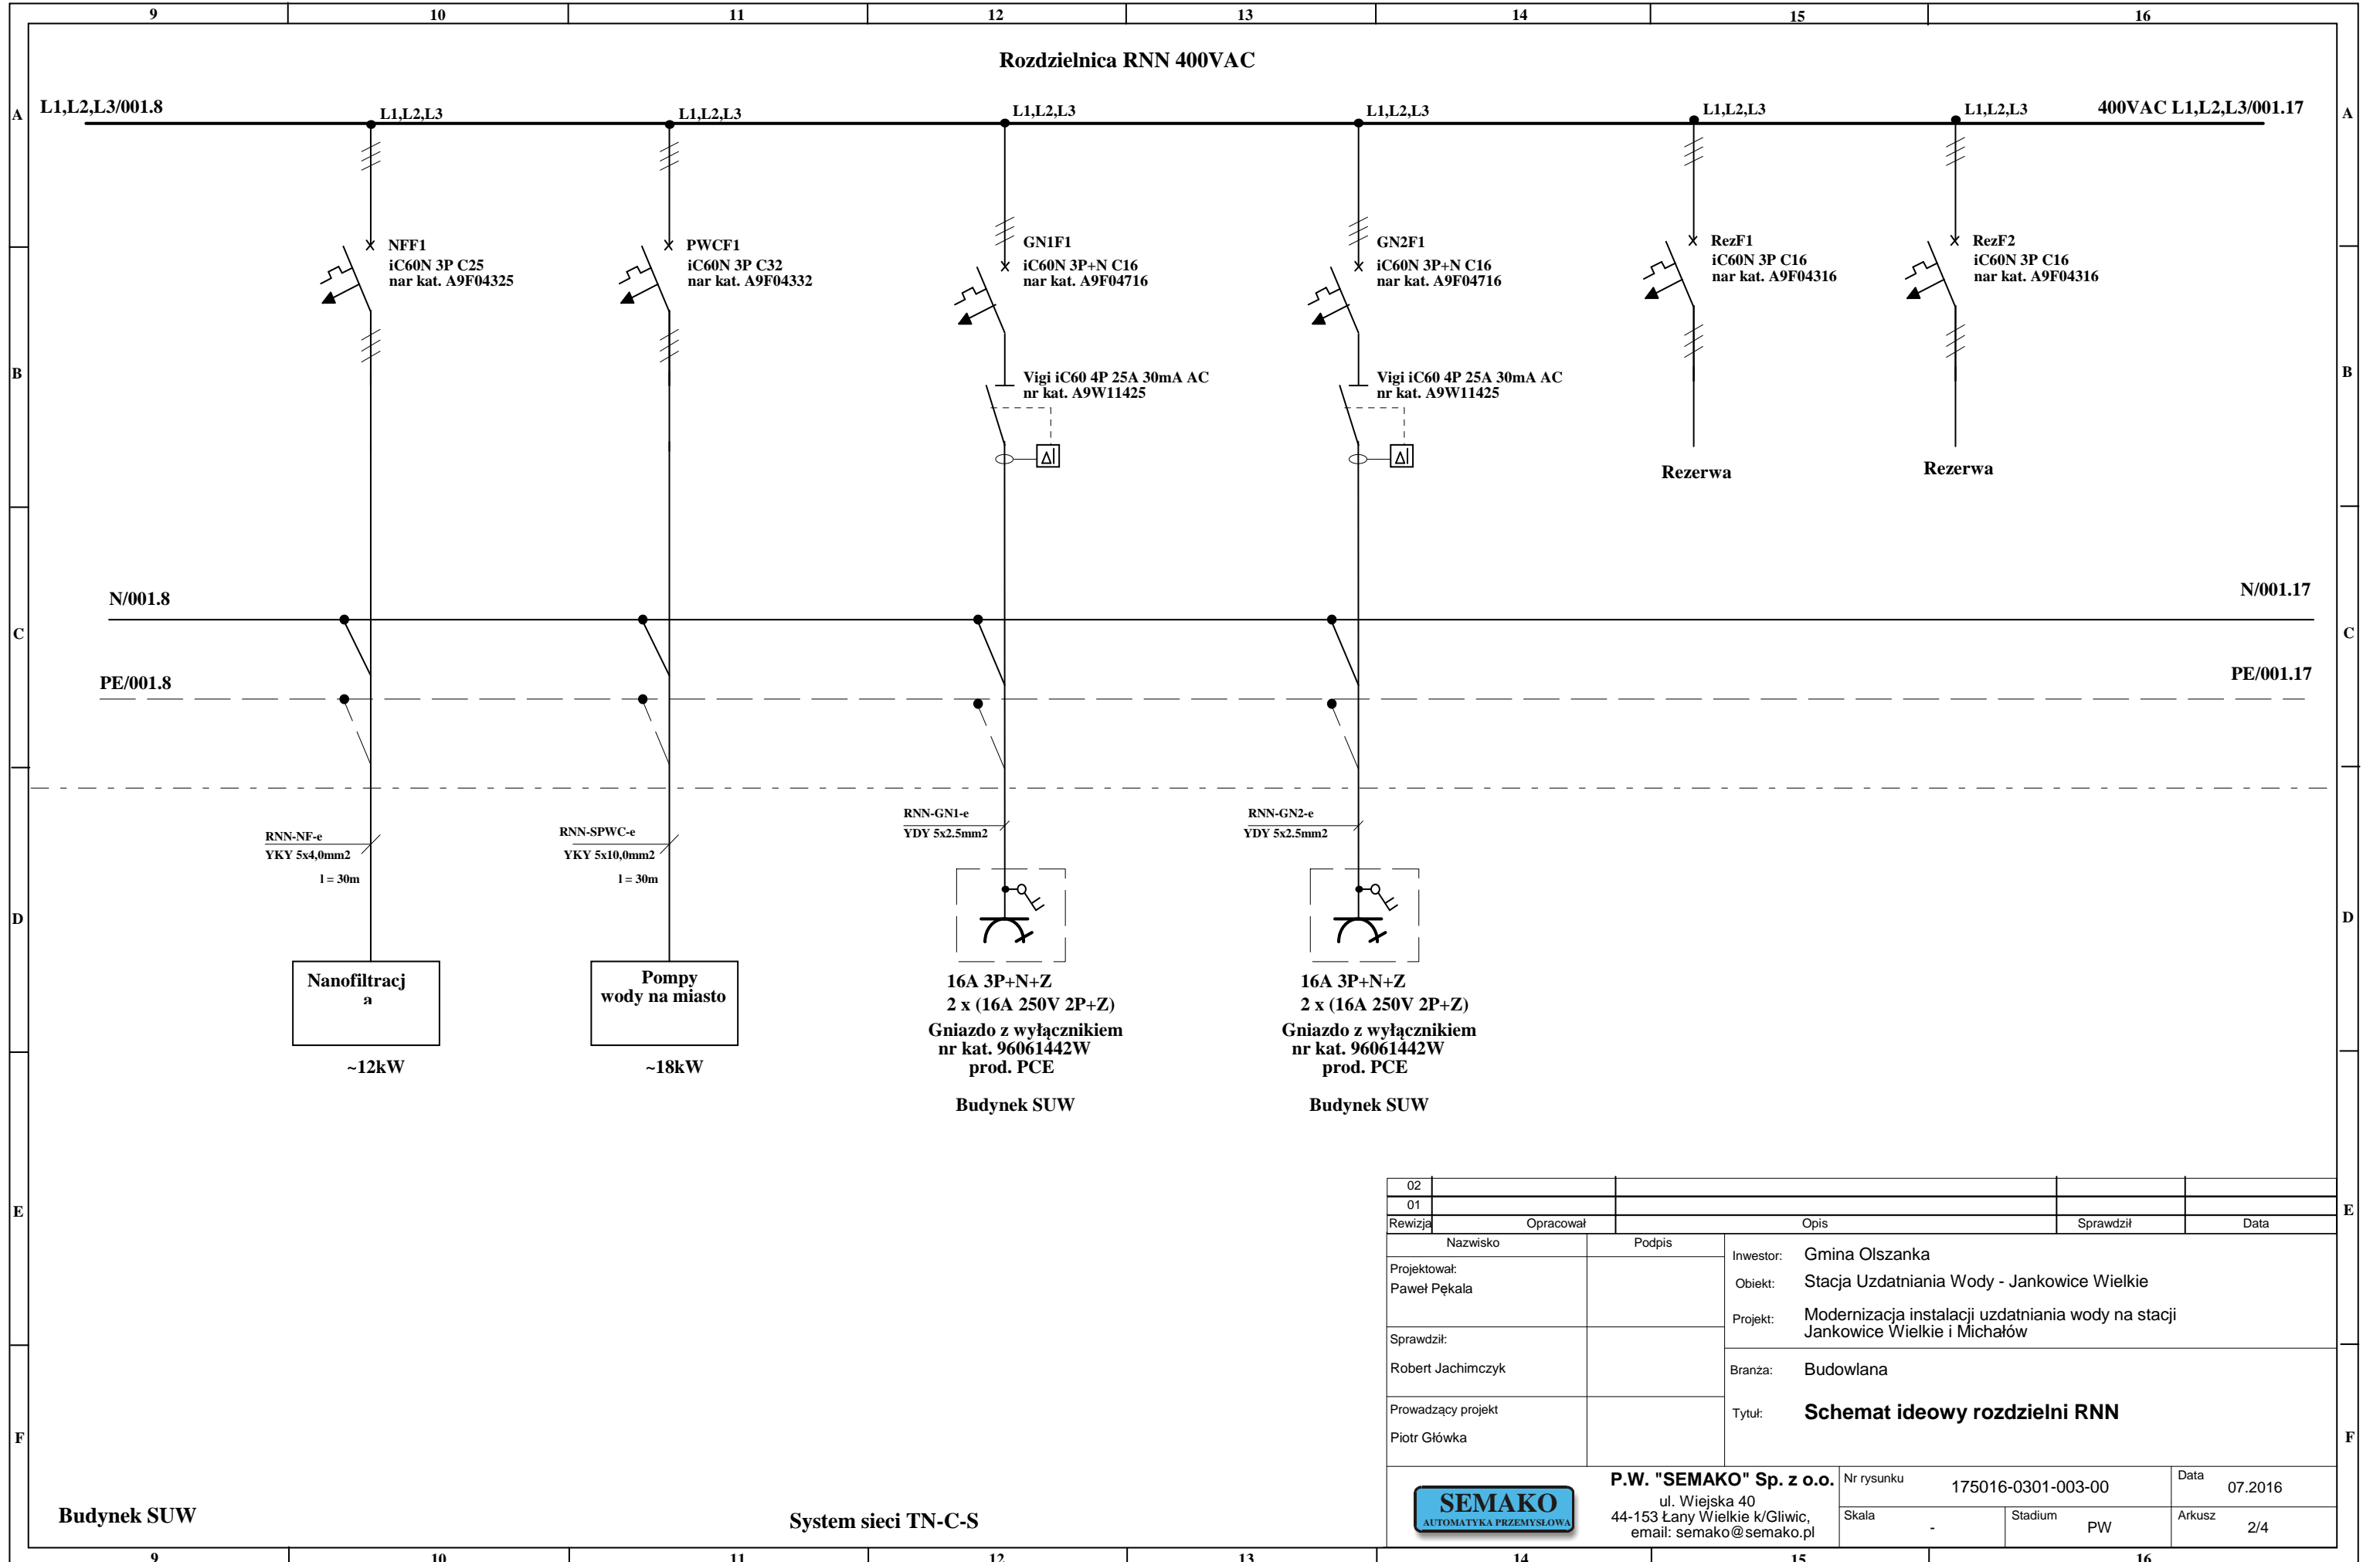 9 10 11 12 13 14 15 16
Rozdzielnica RNN 400VAC
A
L1,L2,L3/001.8
L1,L2,L3
L1,L2,L3
L1,L2,L3
L1,L2,L3
L1,L2,L3
L1,L2,L3
400VAC L1,L2,L3/001.17
A
NFF1
iC60N 3P C25
nar kat. A9F04325
PWCF1
iC60N 3P C32
nar kat. A9F04332
GN1F1
iC60N 3P+N C16
nar kat. A9F04716
GN2F1
iC60N 3P+N C16
nar kat. A9F04716
RezF1
iC60N 3P C16
nar kat. A9F04316
RezF2
iC60N 3P C16
nar kat. A9F04316
B
Vigi iC60 4P 25A 30mA AC
nr kat. A9W11425
ΔI
Vigi iC60 4P 25A 30mA AC
nr kat. A9W11425
ΔI
B
Rezerwa
Rezerwa
N/001.8
N/001.17
C
C
PE/001.8
PE/001.17
RNN-NF-e
YKY 5x4,0mm2
l = 30m
RNN-SPWC-e
YKY 5x10,0mm2
l = 30m
RNN-GN1-e
YDY 5x2.5mm2
RNN-GN2-e
YDY 5x2.5mm2
D
D
Nanofiltracj
a
~12kW
Pompy
wody na miasto
~18kW
16A 3P+N+Z
2 x (16A 250V 2P+Z)
Gniazdo z wyłącznikiem
nr kat. 96061442W
prod. PCE
Budynek SUW
16A 3P+N+Z
2 x (16A 250V 2P+Z)
Gniazdo z wyłącznikiem
nr kat. 96061442W
prod. PCE
Budynek SUW
E
E
02
01
Rewizja Opracował Opis Sprawdził Data
Nazwisko Podpis
Projektował:
Paweł Pękala
Sprawdził:
Robert Jachimczyk
Prowadzący projekt
Piotr Główka
Inwestor: Gmina Olszanka
Obiekt: Stacja Uzdatniania Wody - Jankowice Wielkie
Projekt: Modernizacja instalacji uzdatniania wody na stacji
Jankowice Wielkie i Michałów
Branża: Budowlana
Tytuł: Schemat ideowy rozdzielni RNN
F
F
SEMAKO
AUTOMATYKA PRZEMYSŁOWA
P.W. "SEMAKO" Sp. z o.o.
ul. Wiejska 40
44-153 Łany Wielkie k/Gliwic,
email: semako@semako.pl
Nr rysunku 175016-0301-003-00
Data 07.2016
Skala -
Stadium PW
Arkusz 2/4
Budynek SUW
System sieci TN-C-S
9 10 11 12 13 14 15 16